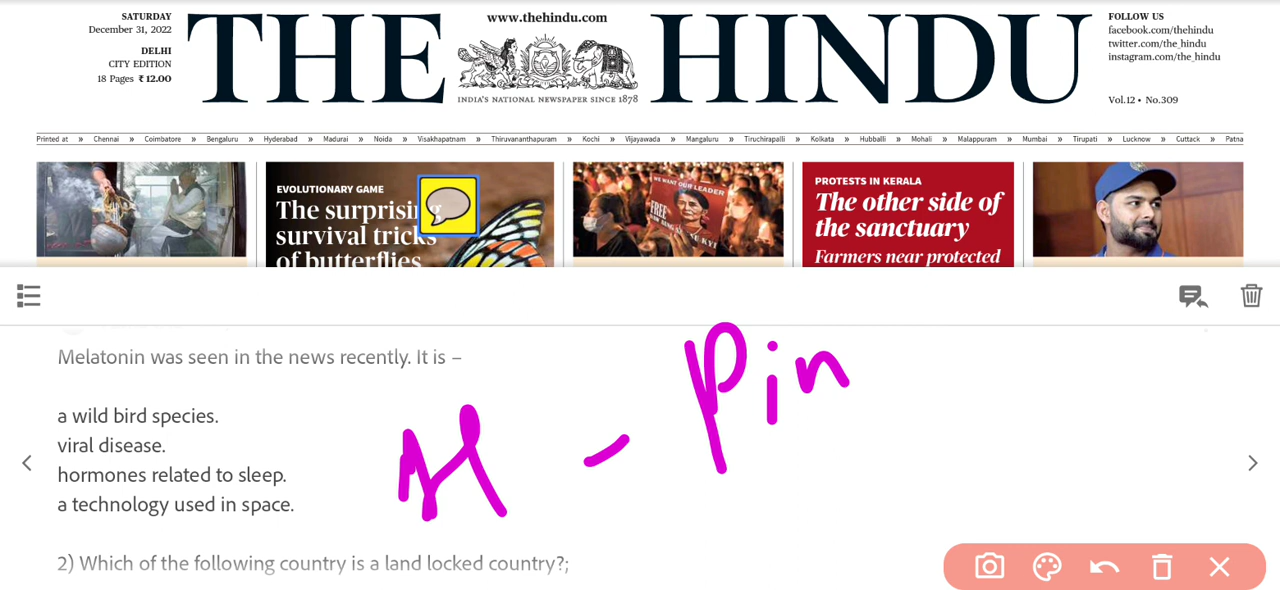 SATURDAY
December 31, 2022
DELHI
CITY EDITION
18 Pages ₹ 12.00
THE HINDU
www.thehindu.com
INDIA'S NATIONAL NEWSPAPER SINCE 1878
FOLLOW US
facebook.com/thehindu
twitter.com/the_hindu
instagram.com/the_hindu
Vol.12 • No.309
Printed at » Chennai » Coimbatore » Bengaluru » Hyderabad » Madurai » Noida » Visakhapatnam » Thiruvananthapuram » Kochi » Vijayawada » Mangaluru » Tiruchirapalli » Kolkata » Hubballi » Mohali » Malappuram » Mumbai » Tirupati » Lucknow » Cuttack » Patna
EVOLUTIONARY GAME
The surprising
survival tricks
of butterflies
WE WANT OUR LEADER
FREE
PROTESTS IN KERALA
The other side of
the sanctuary
Farmers near protected
Melatonin was seen in the news recently. It is –
a wild bird species.
viral disease.
hormones related to sleep.
a technology used in space.
M - Pin
2) Which of the following country is a land locked country?;